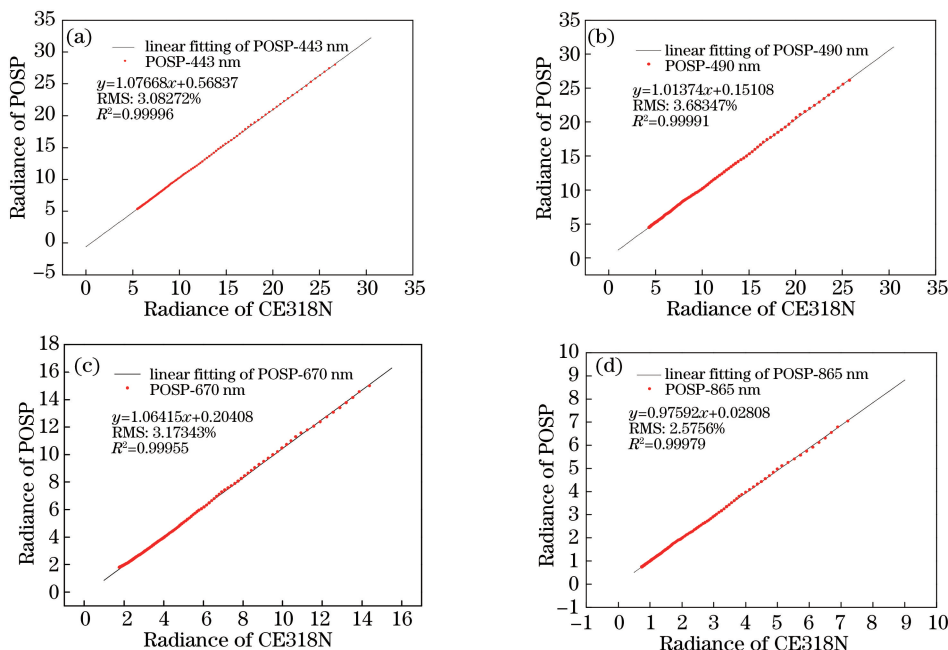 (a)
linear fitting of POSP-443 nm
POSP-443 nm
y=1.07668x+0.56837
RMS: 3.08272%
R²=0.99996
35
30
25
20
15
10
5
0
−5
Radiance of POSP
0 5 10 15 20 25 30 35
Radiance of CE318N
(b)
linear fitting of POSP-490 nm
POSP-490 nm
y=1.01374x+0.15108
RMS: 3.68347%
R²=0.99991
35
30
25
20
15
10
5
0
Radiance of POSP
0 5 10 15 20 25 30 35
Radiance of CE318N
(c)
linear fitting of POSP-670 nm
POSP-670 nm
y=1.06415x+0.20408
RMS: 3.17343%
R²=0.99955
18
16
14
12
10
8
6
4
2
0
Radiance of POSP
0 2 4 6 8 10 12 14 16
Radiance of CE318N
(d)
linear fitting of POSP-865 nm
POSP-865 nm
y=0.97592x+0.02808
RMS: 2.5756%
R²=0.99979
10
9
8
7
6
5
4
3
2
1
0
−1
Radiance of POSP
−1 0 1 2 3 4 5 6 7 8 9 10
Radiance of CE318N